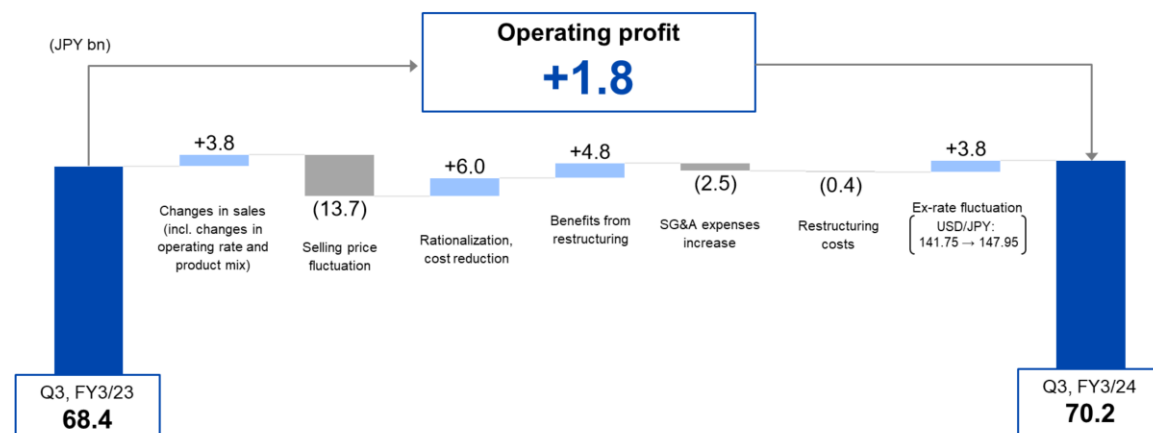 Operating profit
+1.8
(JPY bn)
+3.8
Changes in sales
(incl. changes in
operating rate and
product mix)
(13.7)
Selling price
fluctuation
+6.0
Rationalization,
cost reduction
+4.8
Benefits from
restructuring
(2.5)
SG&A expenses
increase
(0.4)
Restructuring
costs
+3.8
Ex-rate fluctuation
USD/JPY:
141.75 → 147.95
Q3, FY3/23
68.4
Q3, FY3/24
70.2